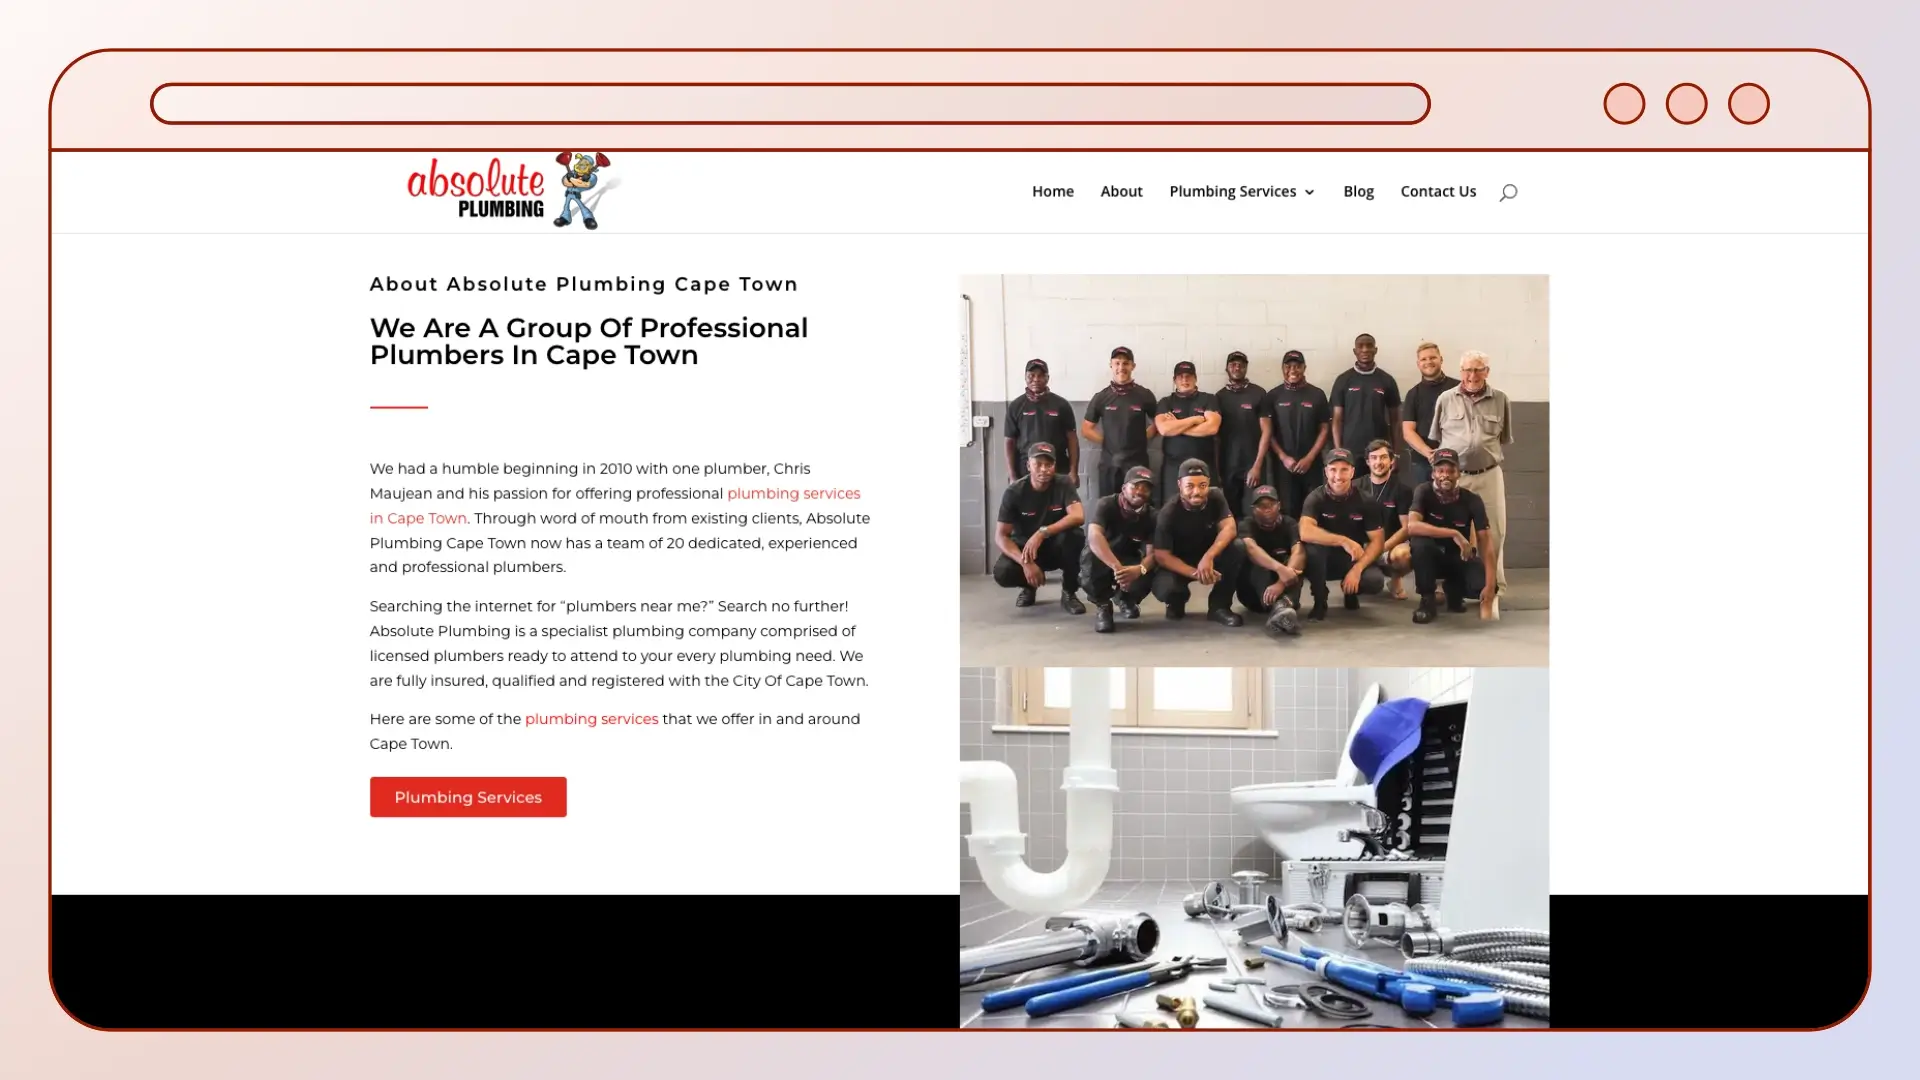 absolute
PLUMBING
Home About Plumbing Services Blog Contact Us
About Absolute Plumbing Cape Town
We Are A Group Of Professional
Plumbers In Cape Town
We had a humble beginning in 2010 with one plumber, Chris
Maujean and his passion for offering professional plumbing services
in Cape Town. Through word of mouth from existing clients, Absolute
Plumbing Cape Town now has a team of 20 dedicated, experienced
and professional plumbers.
Searching the internet for “plumbers near me?” Search no further!
Absolute Plumbing is a specialist plumbing company comprised of
licensed plumbers ready to attend to your every plumbing need. We
are fully insured, qualified and registered with the City Of Cape Town.
Here are some of the plumbing services that we offer in and around
Cape Town.
Plumbing Services